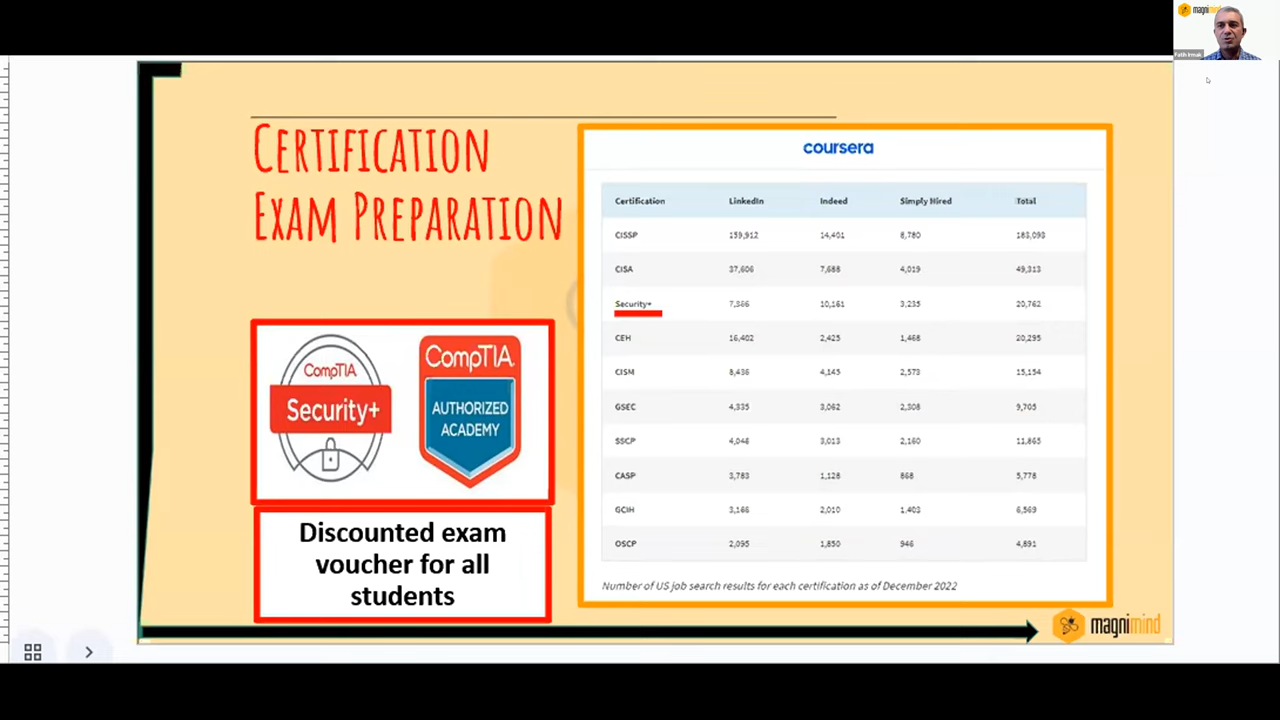 magnimind
CERTIFICATION
EXAM PREPARATION
CompTIA
Security+
CompTIA.
AUTHORIZED
ACADEMY
Discounted exam
voucher for all
students
coursera
Certification LinkedIn Indeed Simply Hired Total
CISSP 159,912 14,401 8,780 183,093
CISA 37,606 7,688 4,019 49,313
Security+ 7,366 10,161 3,235 20,762
CEH 16,402 2,425 1,468 20,295
CISM 8,436 4,145 2,573 15,154
GSEC 4,335 3,062 2,308 9,705
SSCP 3,013 2,160 11,865
CASP 3,783 1,128 868 5,778
GCIH 3,166 2,010 1,403 6,569
OSCP 2,095 1,850 946 4,891
Number of US job search results for each certification as of December 2022
magnimind